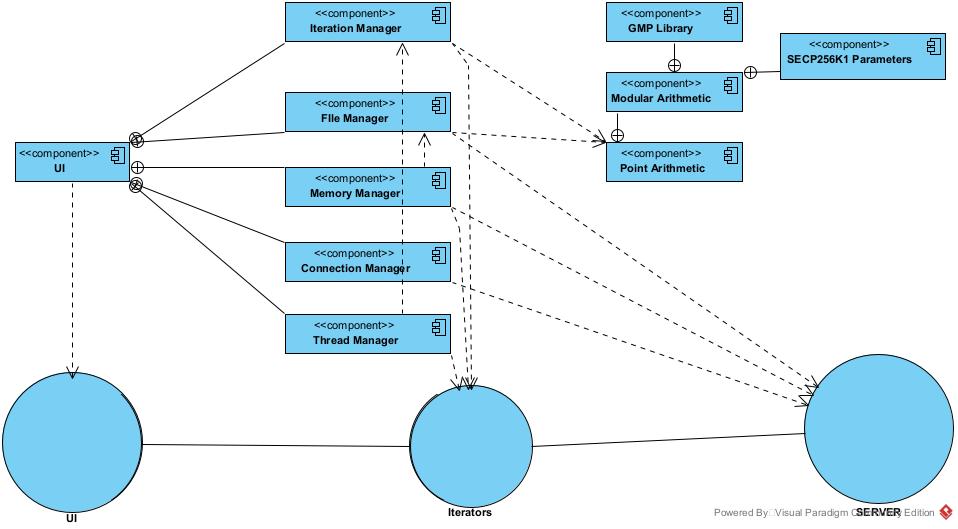 <<component>>
Iteration Manager
<<component>>
GMP Library
<<component>>
SECP256K1 Parameters
<<component>>
Modular Arithmetic
<<component>>
FIle Manager
<<component>>
UI
<<component>>
Point Arithmetic
<<component>>
Memory Manager
<<component>>
Connection Manager
<<component>>
Thread Manager
UI
Iterators
SERVER
Powered By Visual Paradigm Community Edition